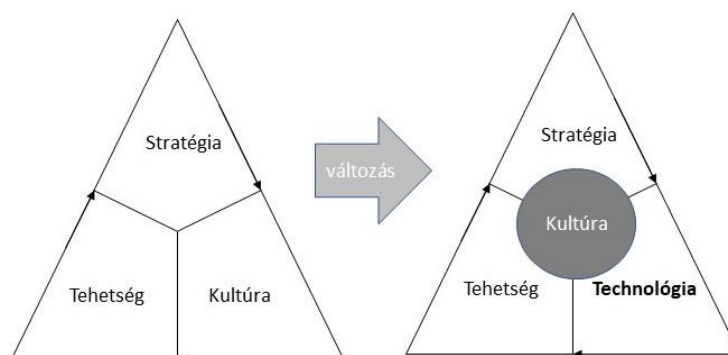 Stratégia
Tehetség
Kultúra
változás
Stratégia
Kultúra
Tehetség
Technológia